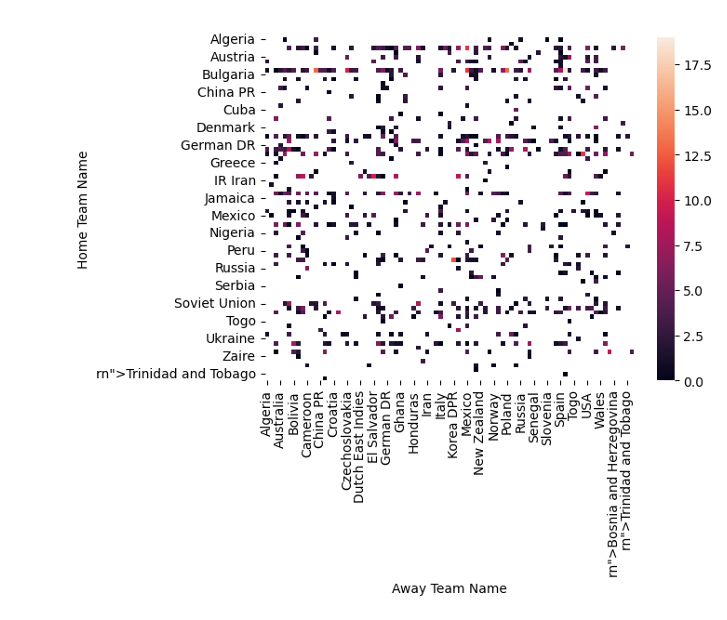 Home Team Name
Algeria
Austria
Bulgaria
China PR
Cuba
Denmark
German DR
Greece
IR Iran
Jamaica
Mexico
Nigeria
Peru
Russia
Serbia
Soviet Union
Togo
Ukraine
Zaire
rn">Trinidad and Tobago
Algeria
Australia
Bolivia
Cameroon
China PR
Croatia
Czechoslovakia
Dutch East Indies
El Salvador
German DR
Ghana
Honduras
Iran
Italy
Korea DPR
Mexico
New Zealand
Norway
Poland
Russia
Senegal
Slovenia
Spain
Togo
USA
Wales
rn">Bosnia and Herzegovina
rn">Trinidad and Tobago
Away Team Name
17.5
15.0
12.5
10.0
7.5
5.0
2.5
0.0